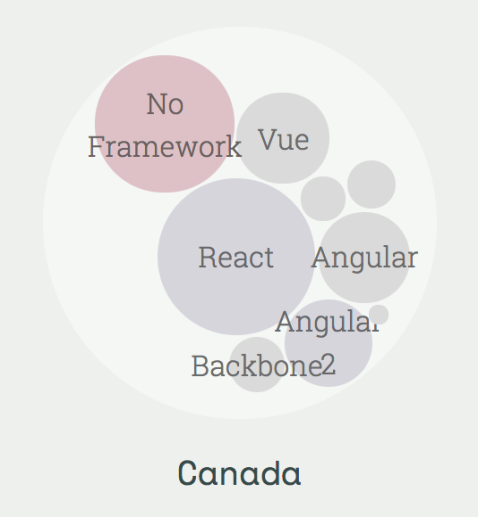 No
Framework
Vue
React
Angular
Angular
2
Backbone
Canada